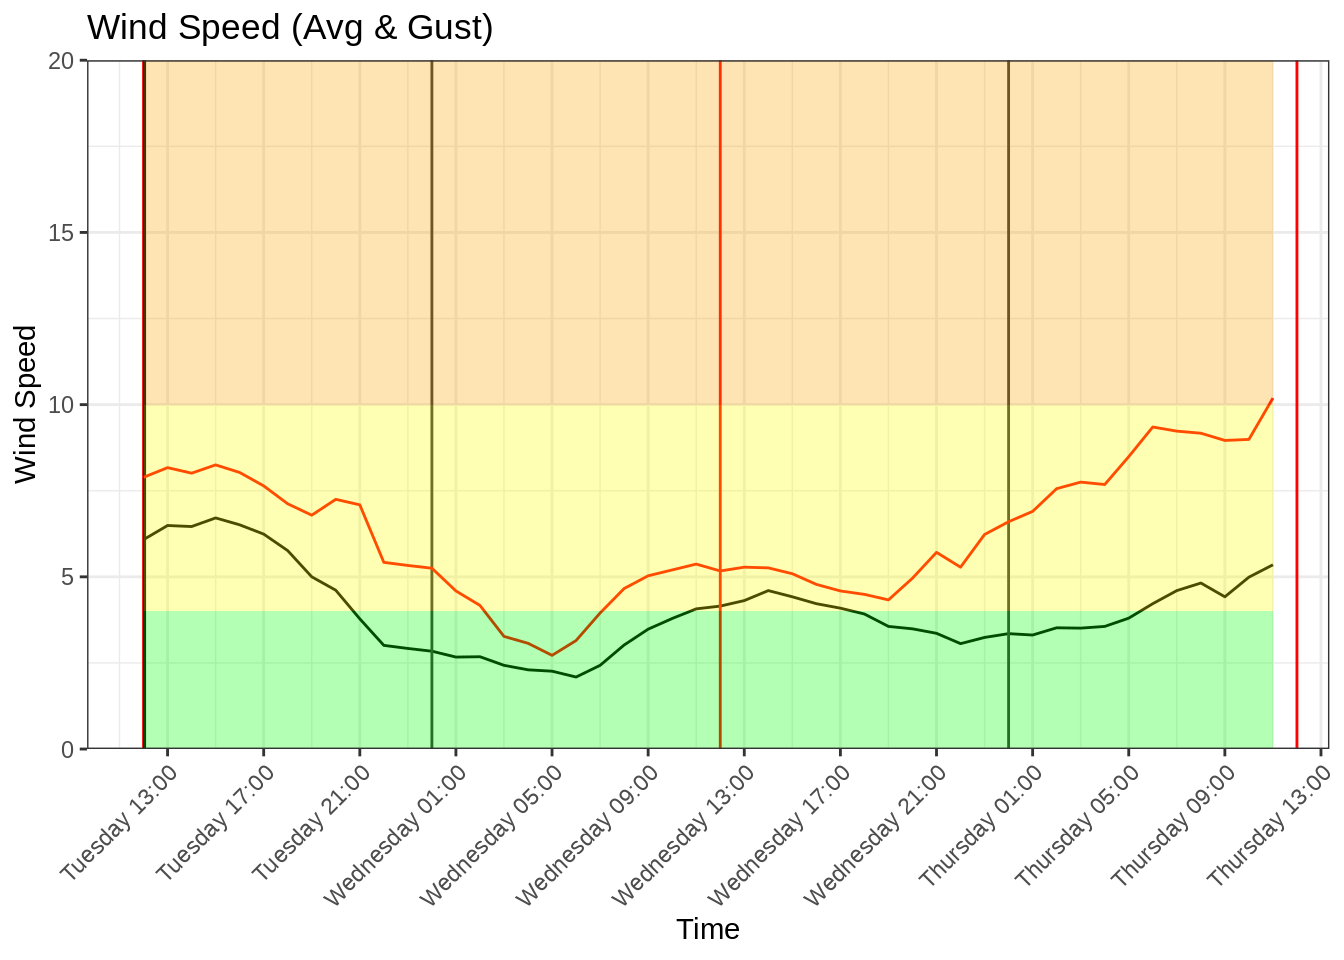 Wind Speed (Avg & Gust)
20
15
10
5
0
Wind Speed
Tuesday 13:00
Tuesday 17:00
Tuesday 21:00
Wednesday 01:00
Wednesday 05:00
Wednesday 09:00
Wednesday 13:00
Wednesday 17:00
Wednesday 21:00
Thursday 01:00
Thursday 05:00
Thursday 09:00
Thursday 13:00
Time